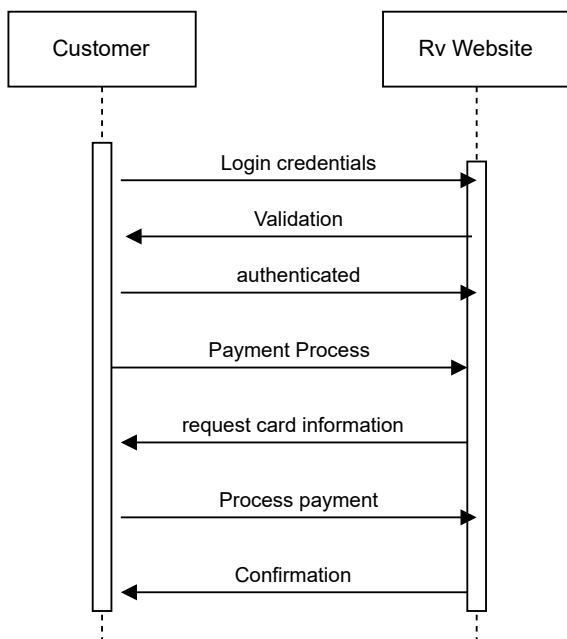 Customer
Rv Website
Login credentials
Validation
authenticated
Payment Process
request card information
Process payment
Confirmation